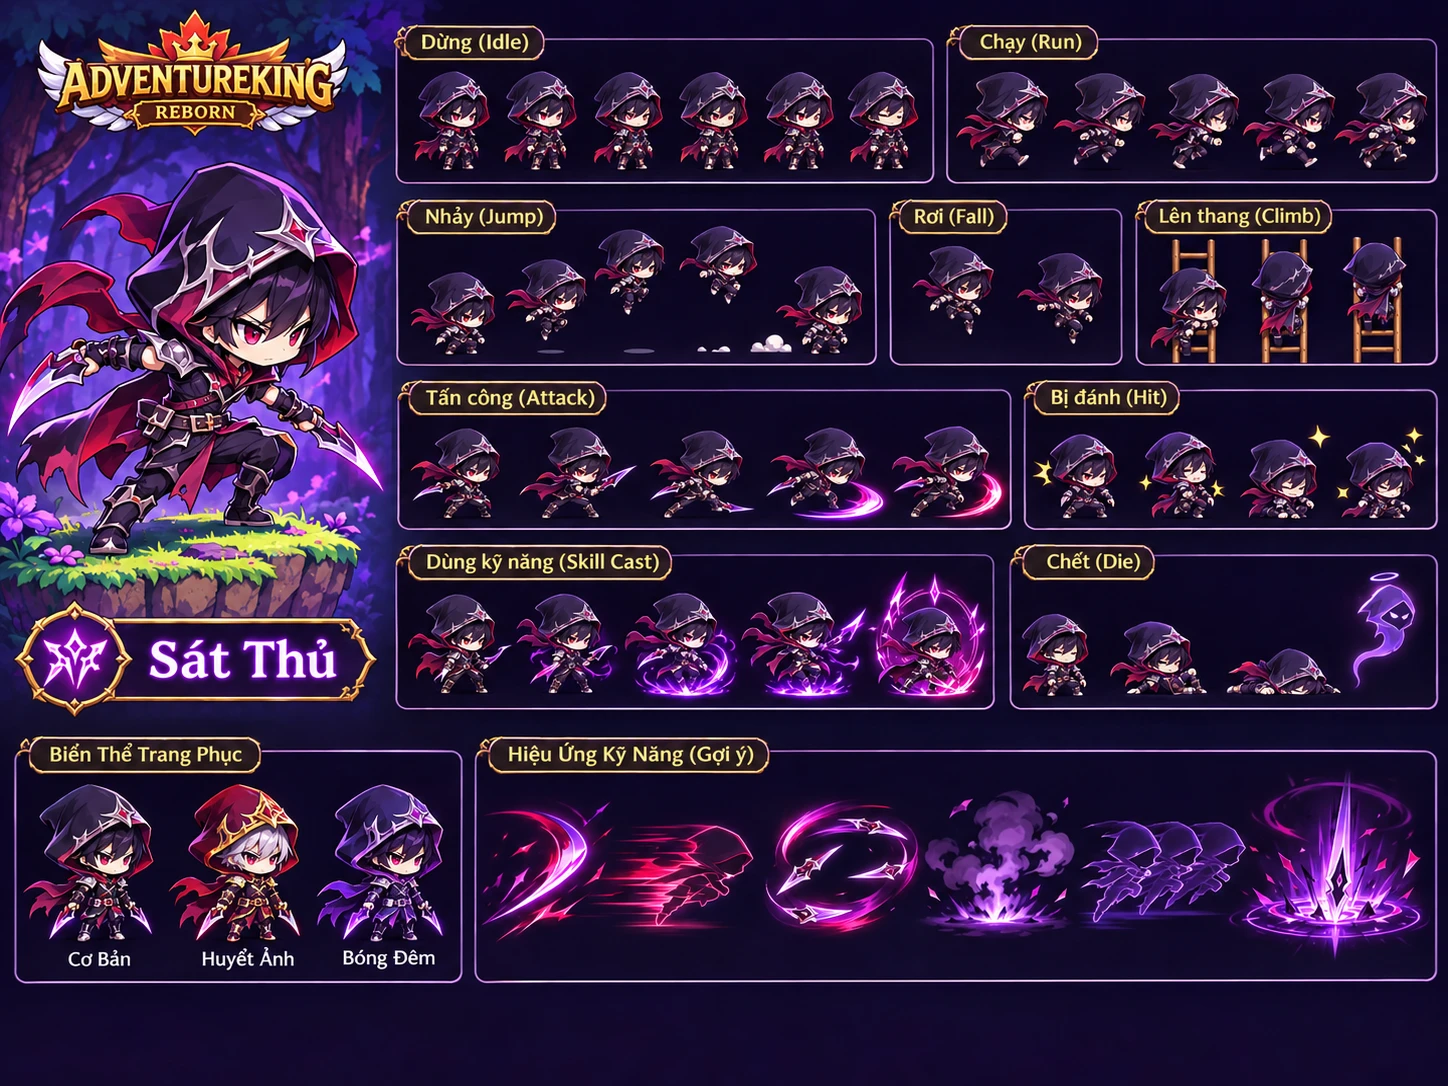 ADVENTUREKING
REBORN
Dừng (Idle)
Chạy (Run)
Nhảy (Jump)
Rơi (Fall)
Lên thang (Climb)
Tấn công (Attack)
Bị đánh (Hit)
Dùng kỹ năng (Skill Cast)
Chết (Die)
Sát Thủ
Biến Thể Trang Phục
Cơ Bản
Huyết Ảnh
Bóng Đêm
Hiệu Ứng Kỹ Năng (Gợi ý)